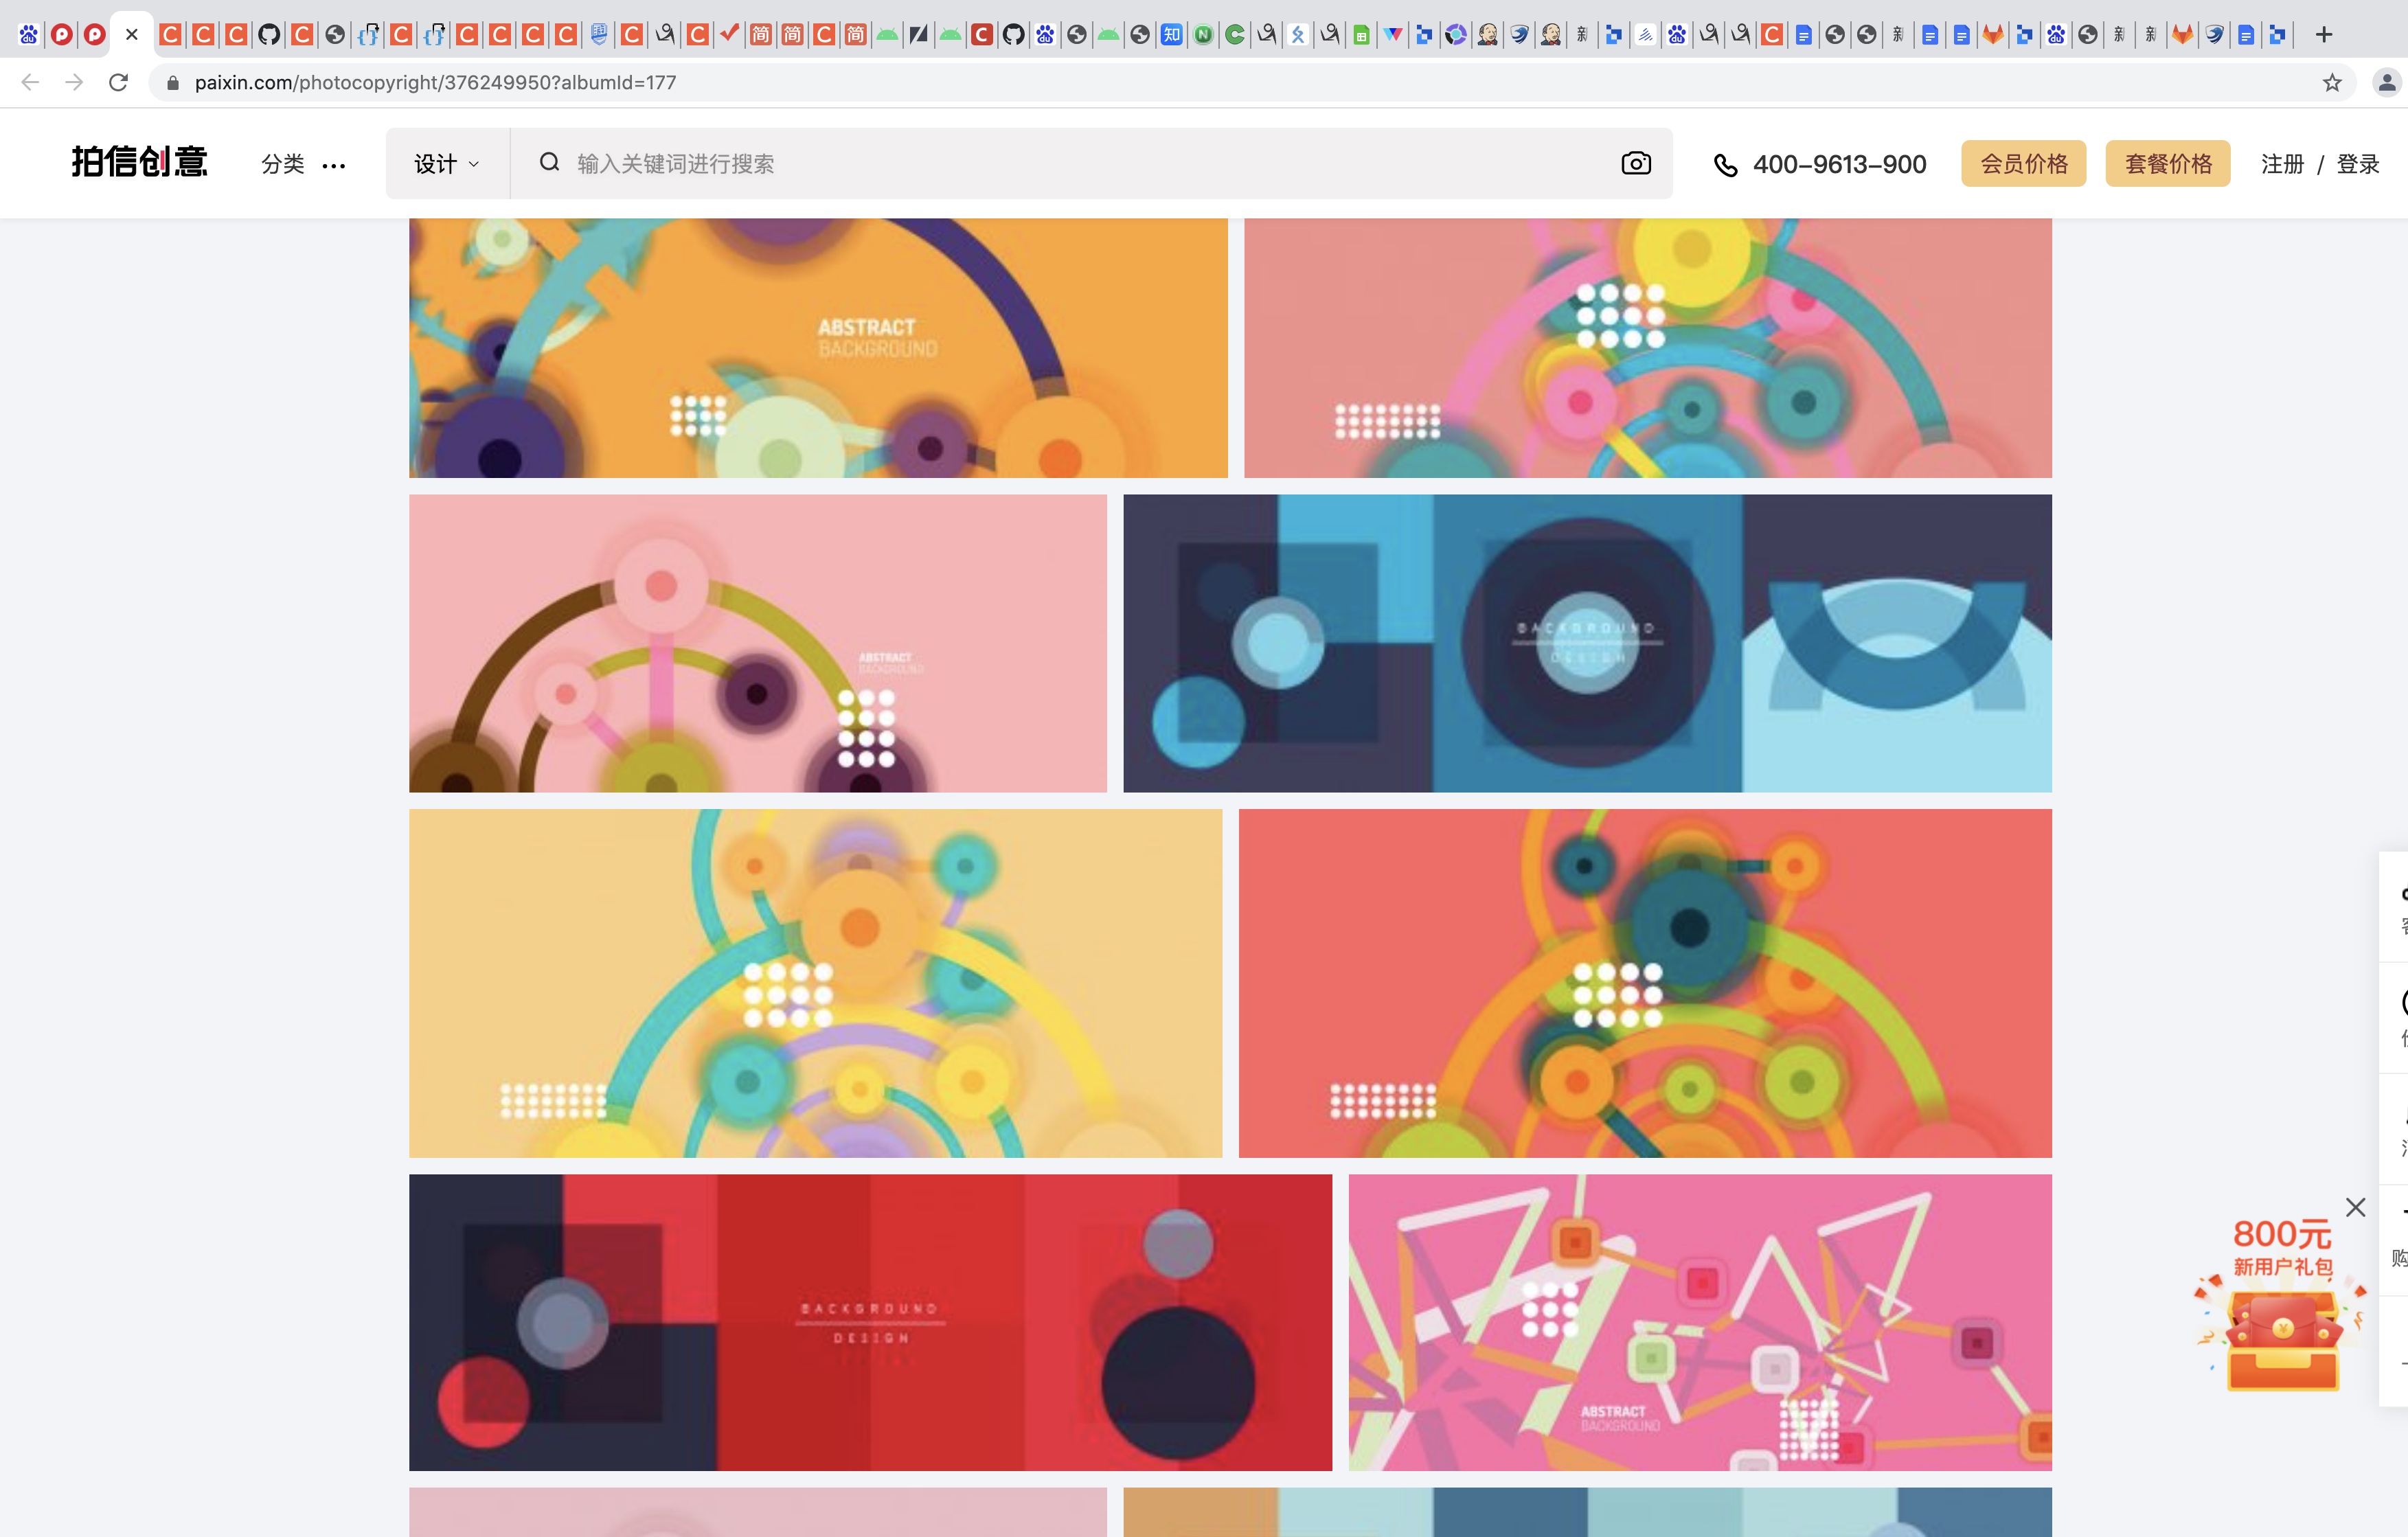 paixin.com/photocopyright/376249950?albumId=177
拍信创意
分类 ···
设计
输入关键词进行搜索
400-9613-900
会员价格
套餐价格
注册 / 登录
ABSTRACT
BACKGROUND
ABSTRACT
BACKGROUND
BACKGROUND
DESIGN
BACKGROUND
DESIGN
ABSTRACT
BACKGROUND
800元
新用户礼包
购